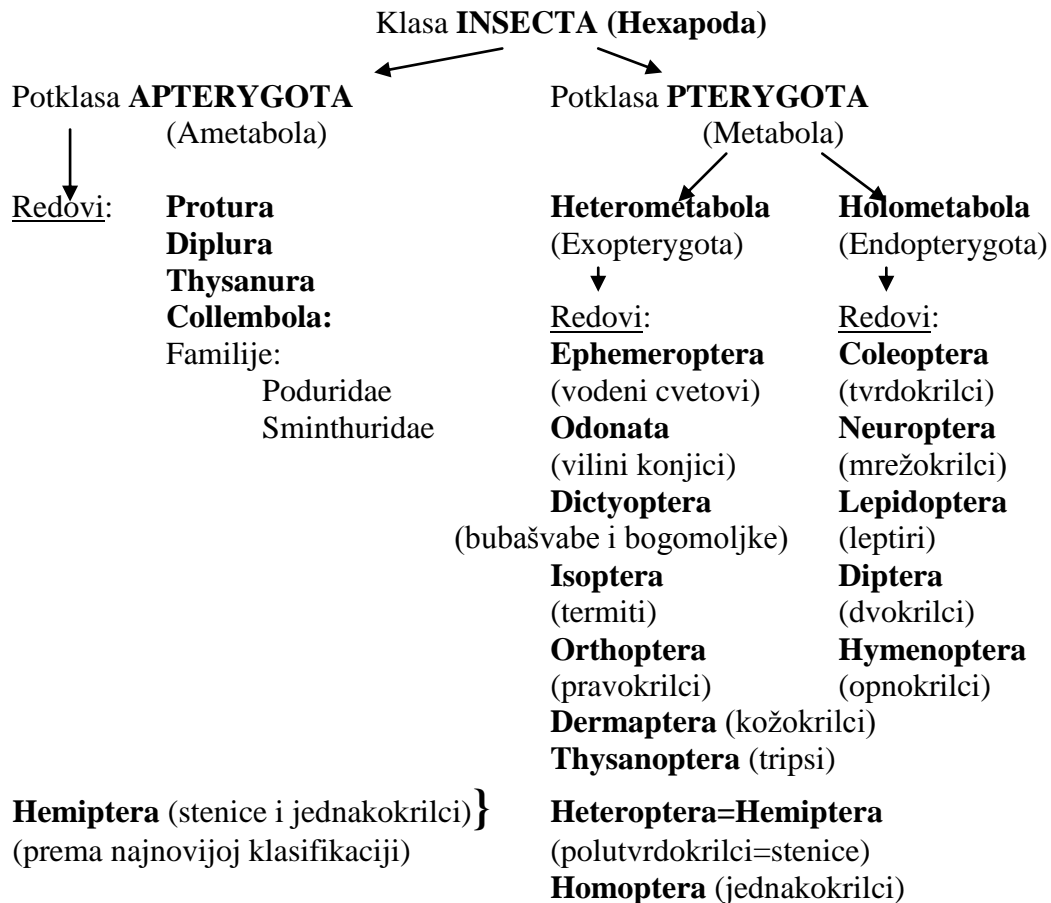 Klasa INSECTA (Hexapoda)
Potklasa APTERYGOTA Potklasa PTERYGOTA
(Ametabola) (Metabola)
Redovi: Protura Heterometabola Holometabola
Diplura (Exopterygota) (Endopterygota)
Thysanura
Collembola: Redovi: Redovi:
Familije: Ephemeroptera Coleoptera
Poduridae (vodeni cvetovi) (tvrdokrilci)
Sminthuridae Odonata Neuroptera
(vilini konjici) (mrežokrilci)
Dictyoptera Lepidoptera
(bubašvabe i bogomoljke) (leptiri)
Isoptera Diptera
(termiti) (dvokrilci)
Orthoptera Hymenoptera
(pravokrilci) (opnokrilci)
Dermaptera (kožokrilci)
Thysanoptera (tripsi)
Hemiptera (stenice i jednakokrilci)} Heteroptera=Hemiptera
(prema najnovijoj klasifikaciji) (polutvrdokrilci=stenice)
Homoptera (jednakokrilci)